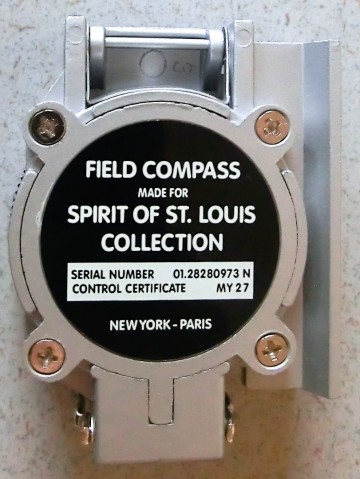 FIELD COMPASS
MADE FOR
SPIRIT OF ST. LOUIS
COLLECTION
SERIAL NUMBER 01.28280973 N
CONTROL CERTIFICATE MY 27
NEW YORK - PARIS